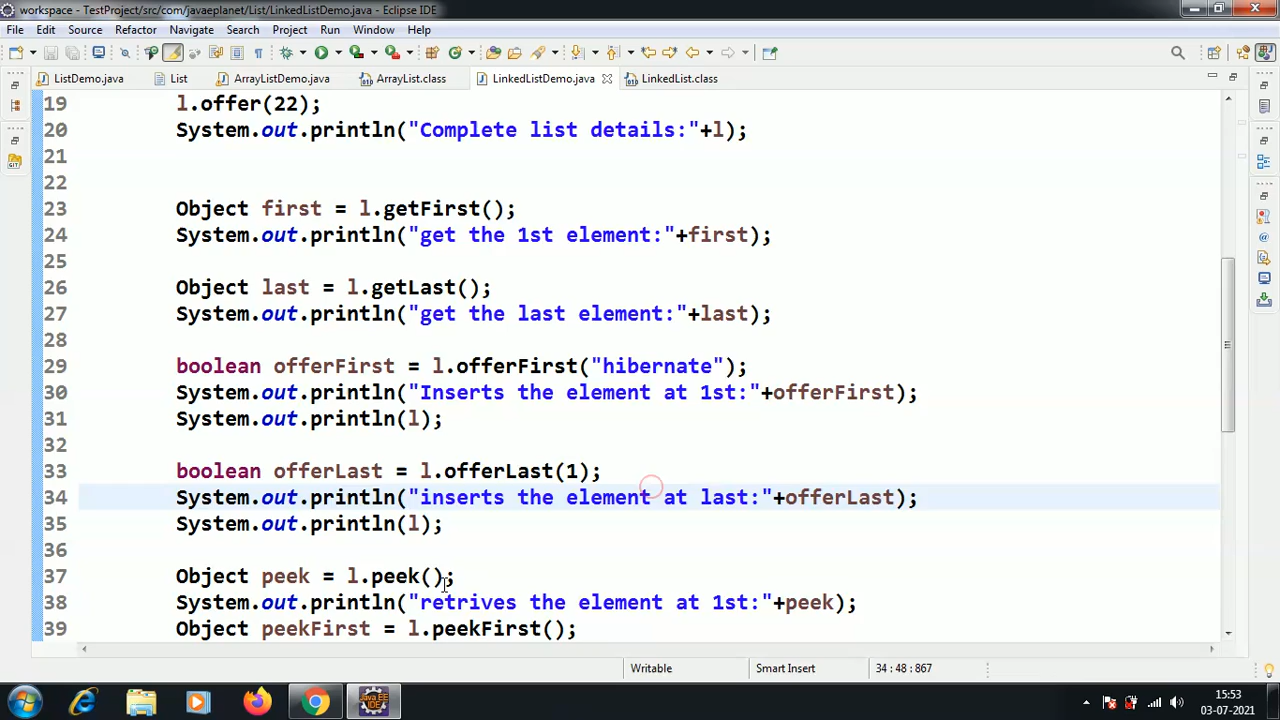 workspace - TestProject/src/com/javaeplanet/List/LinkedListDemo.java - Eclipse IDE
File Edit Source Refactor Navigate Search Project Run Window Help
ListDemo.java List ArrayListDemo.java ArrayList.class LinkedListDemo.java LinkedList.class
19 l.offer(22);
20 System.out.println("Complete list details:"+l);
21
22
23 Object first = l.getFirst();
24 System.out.println("get the 1st element:"+first);
25
26 Object last = l.getLast();
27 System.out.println("get the last element:"+last);
28
29 boolean offerFirst = l.offerFirst("hibernate");
30 System.out.println("Inserts the element at 1st:"+offerFirst);
31 System.out.println(l);
32
33 boolean offerLast = l.offerLast(1);
34 System.out.println("inserts the element at last:"+offerLast);
35 System.out.println(l);
36
37 Object peek = l.peek();
38 System.out.println("retrives the element at 1st:"+peek);
39 Object peekFirst = l.peekFirst();
Writable Smart Insert 34 : 48 : 867
15:53
03-07-2021